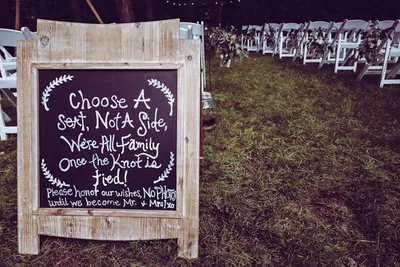 Choose A
Seat, Not A Side,
We're All Family
Once the Knot is
tied!
Please honor our wishes, NO PHOTOS
until we become Mr. + Mrs! xo